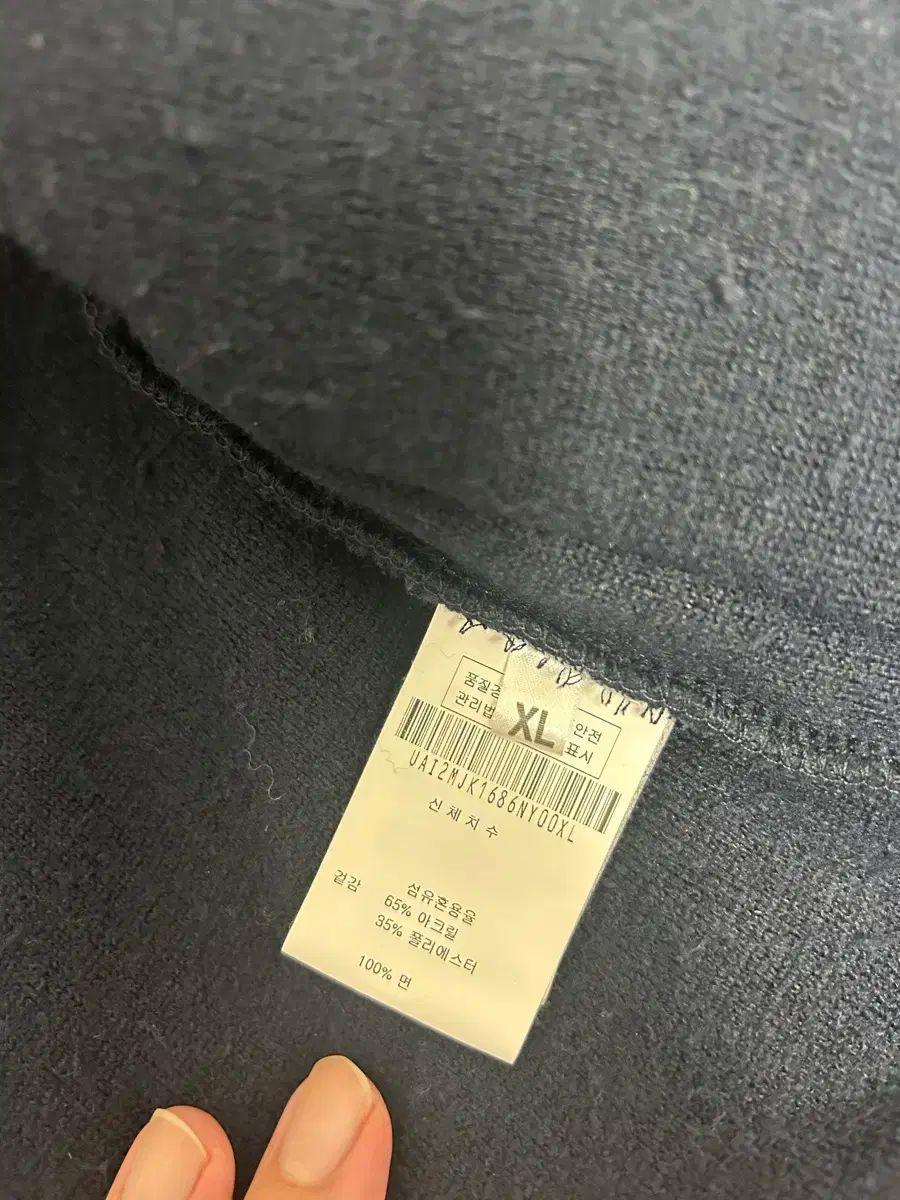 품질
관리법
XL
안전
표시
UAI2MJK1686NY00XL
신체치수
겉감
섬유혼용율
65% 아크릴
35% 폴리에스터
100% 면